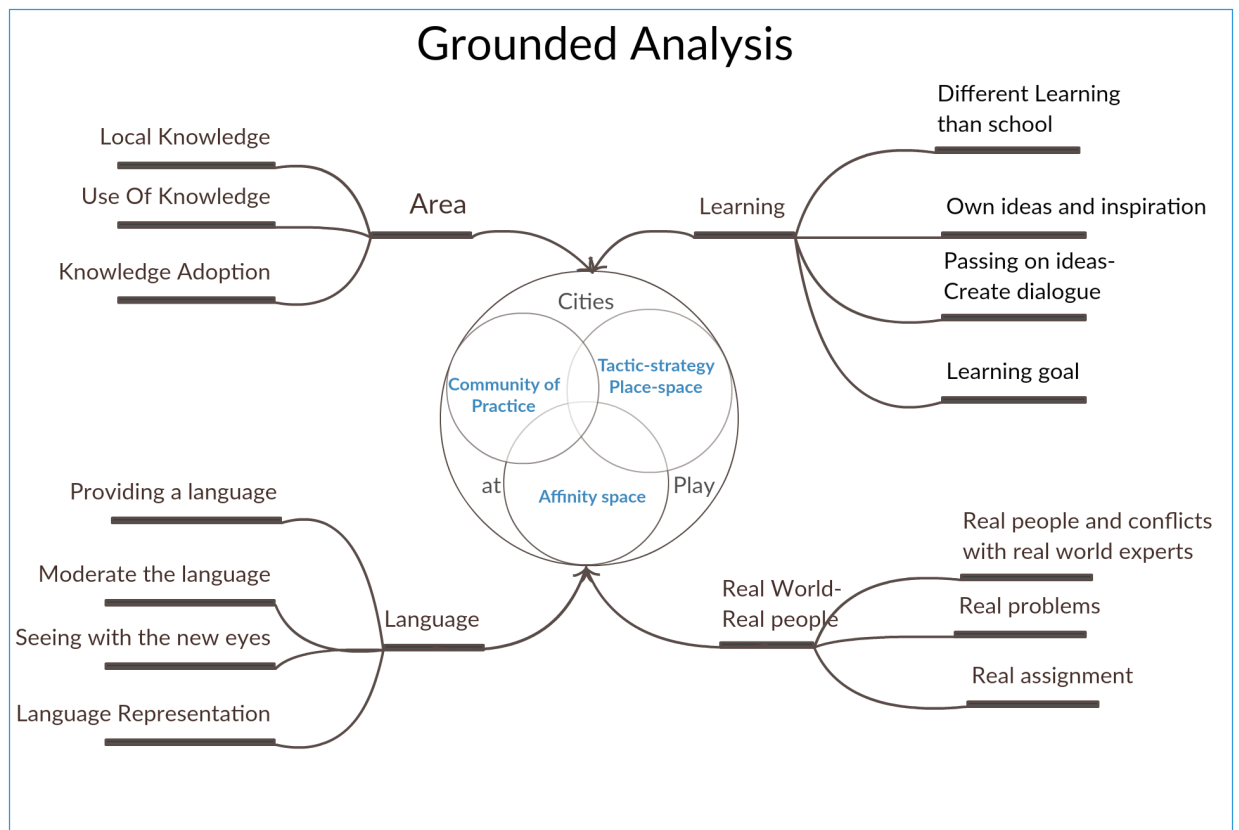 Grounded Analysis
Local Knowledge
Use Of Knowledge
Knowledge Adoption
Area
Learning
Different Learning
than school
Own ideas and inspiration
Passing on ideas-
Create dialogue
Learning goal
Cities
Community of
Practice
Tactic-strategy
Place-space
at
Affinity space
Play
Providing a language
Moderate the language
Seeing with the new eyes
Language Representation
Language
Real World-
Real people
Real people and conflicts
with real world experts
Real problems
Real assignment